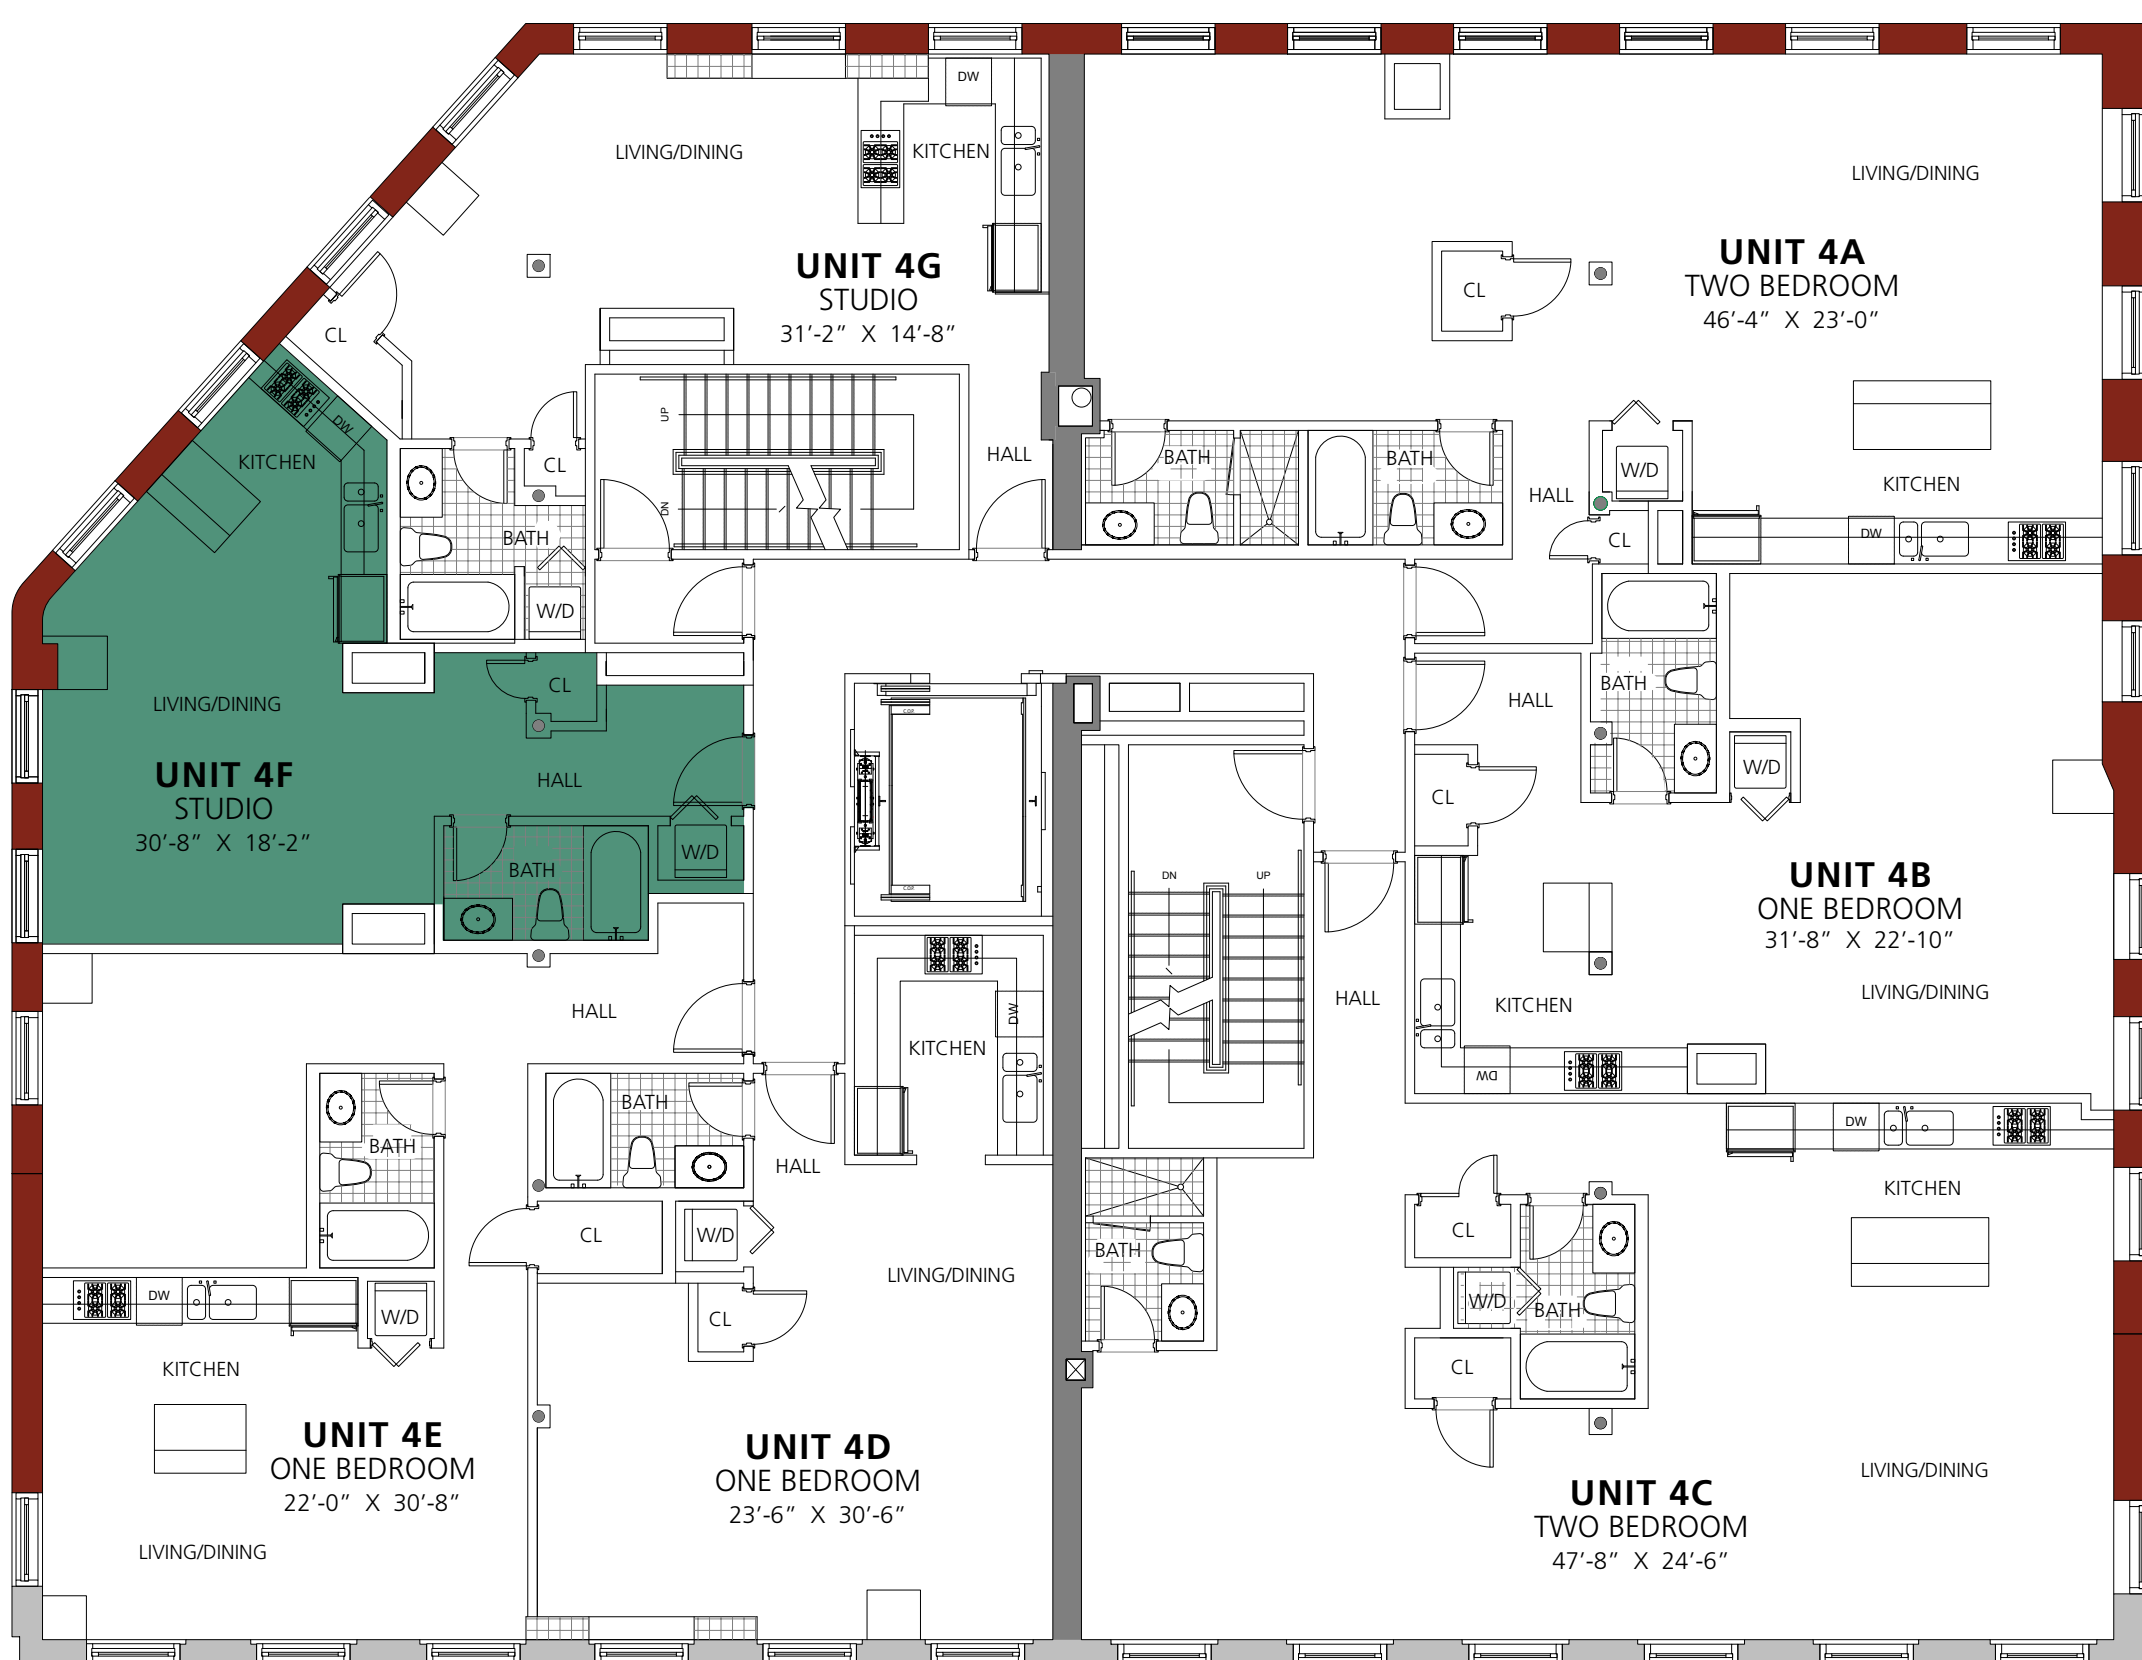 DW
LIVING/DINING
KITCHEN
UNIT 4G
STUDIO
31'-2" X 14'-8"
CL
UP
DN
CL
HALL
BATH
W/D
LIVING/DINING
UNIT 4A
TWO BEDROOM
46'-4" X 23'-0"
CL
BATH
BATH
HALL
W/D
KITCHEN
CL
DW
DW
KITCHEN
LIVING/DINING
CL
UNIT 4F
STUDIO
30'-8" X 18'-2"
HALL
BATH
W/D
BATH
HALL
W/D
CL
UNIT 4B
ONE BEDROOM
31'-8" X 22'-10"
LIVING/DINING
KITCHEN
DW
DN
UP
HALL
HALL
DW
KITCHEN
BATH
BATH
HALL
CL
W/D
LIVING/DINING
CL
DW
W/D
KITCHEN
UNIT 4E
ONE BEDROOM
22'-0" X 30'-8"
LIVING/DINING
UNIT 4D
ONE BEDROOM
23'-6" X 30'-6"
DW
KITCHEN
BATH
CL
W/D
BATH
CL
LIVING/DINING
UNIT 4C
TWO BEDROOM
47'-8" X 24'-6"